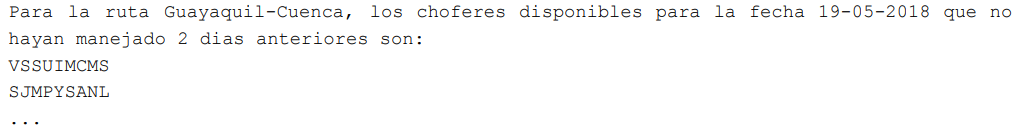 Para la ruta Guayaquil-Cuenca, los choferes disponibles para la fecha 19-05-2018 que no
hayan manejado 2 dias anteriores son:
VSSUIMCMS
SJMPYSANL
...